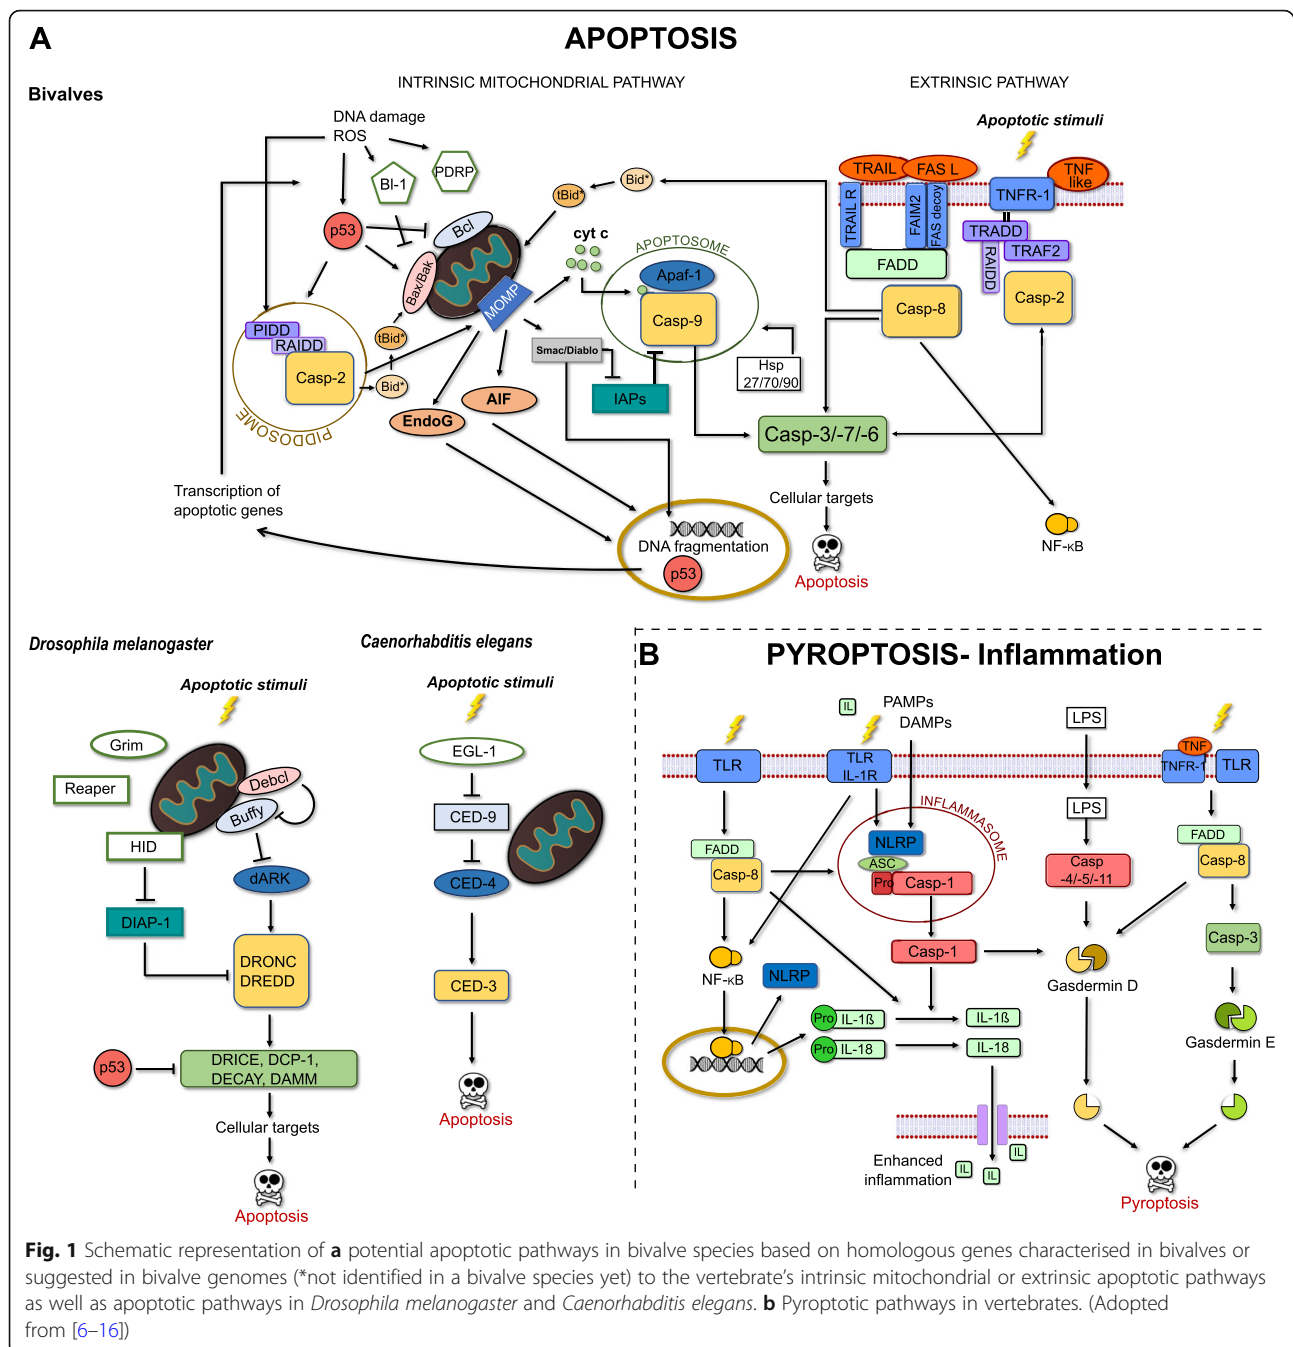 A
APOPTOSIS
Bivalves
INTRINSIC MITOCHONDRIAL PATHWAY
EXTRINSIC PATHWAY
DNA damage
ROS
BI-1
PDRP
p53
Bcl
Bax/Bak
MOMP
tBid*
Bid*
cyt c
APOPTOSOME
Apaf-1
Casp-9
Hsp
27/70/90
Smac/Diablo
IAPs
AIF
EndoG
PIDD
RAIDD
Casp-2
PIDDOSOME
tBid*
Bid*
Apoptotic stimuli
TRAIL
FAS L
TNF
like
TRAIL R
FAIM2
FAS decoy
TNFR-1
TRADD
TRAF2
RAIDD
FADD
Casp-8
Casp-2
Casp-3/-7/-6
Cellular targets
Apoptosis
NF-κB
Transcription of
apoptotic genes
DNA fragmentation
p53
Drosophila melanogaster
Apoptotic stimuli
Grim
Reaper
HID
Debcl
Buffy
dARK
DIAP-1
DRONC
DREDD
p53
DRICE, DCP-1,
DECAY, DAMM
Cellular targets
Apoptosis
Caenorhabditis elegans
Apoptotic stimuli
EGL-1
CED-9
CED-4
CED-3
Apoptosis
B
PYROPTOSIS- Inflammation
IL
PAMPs
DAMPs
LPS
TLR
TLR
IL-1R
TNF
TNFR-1
TLR
INFLAMMASOME
LPS
FADD
Casp-8
NLRP
ASC
Pro
Casp-1
Casp
-4/-5/-11
FADD
Casp-8
Casp-1
Casp-3
NF-κB
NLRP
Gasdermin D
Pro
IL-1ß
IL-1ß
Pro
IL-18
IL-18
Gasdermin E
Enhanced
inflammation
IL
IL
IL
Pyroptosis
Fig. 1 Schematic representation of a potential apoptotic pathways in bivalve species based on homologous genes characterised in bivalves or
suggested in bivalve genomes (*not identified in a bivalve species yet) to the vertebrate's intrinsic mitochondrial or extrinsic apoptotic pathways
as well as apoptotic pathways in Drosophila melanogaster and Caenorhabditis elegans. b Pyroptotic pathways in vertebrates. (Adopted
from [6–16])